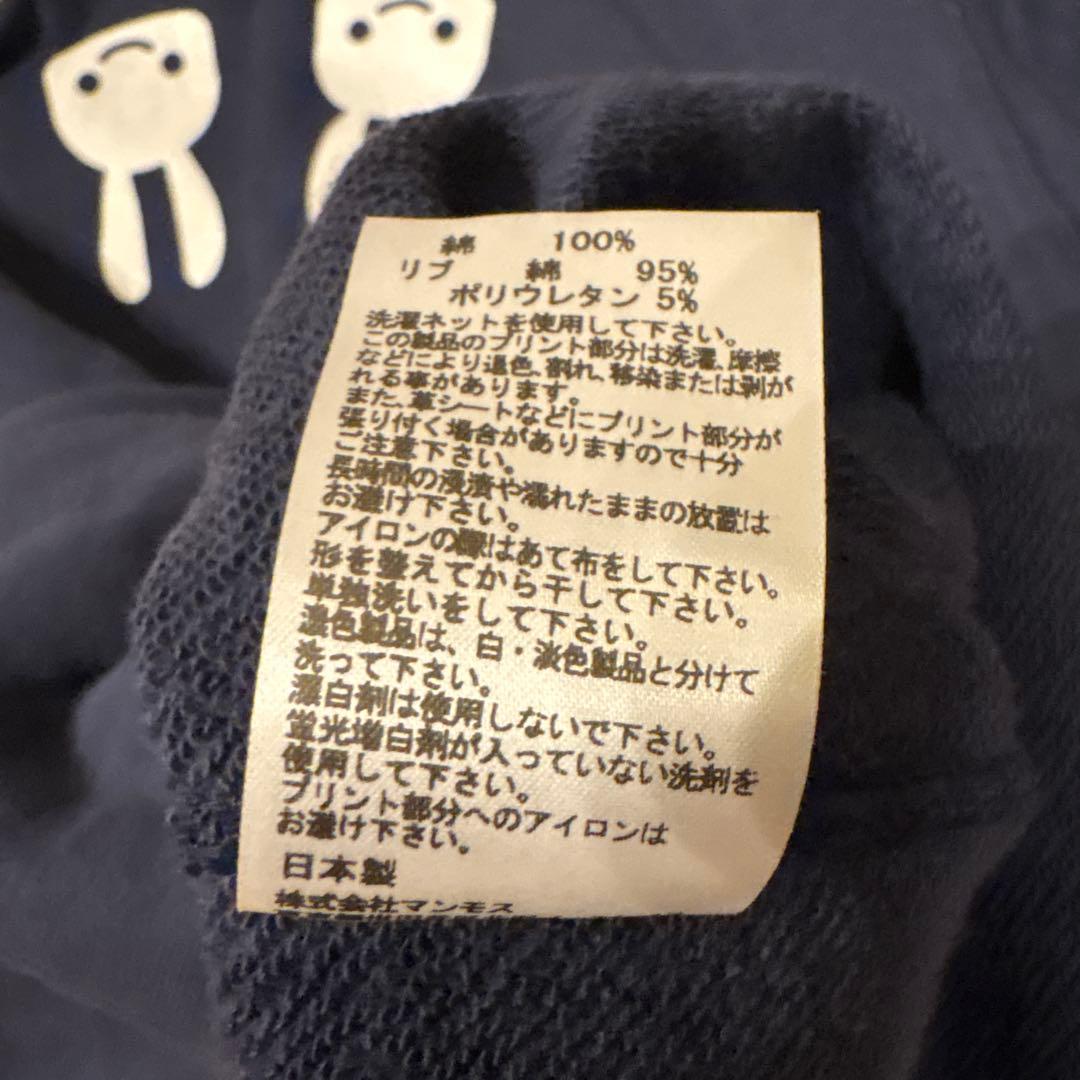 綿 100%
リブ 綿 95%
ポリウレタン 5%
洗濯ネットを使用して下さい。
この製品のプリント部分は洗濯、摩擦
などにより退色、割れ、移染または剥が
れる事があります。
また、革シートなどにプリント部分が
張り付く場合がありますので十分
ご注意下さい。
長時間の浸漬や濡れたままの放置は
お避け下さい。
アイロンの際はあて布をして下さい。
形を整えてから干して下さい。
単独洗いをして下さい。
濃色製品は、白・淡色製品と分けて
洗って下さい。
漂白剤は使用しないで下さい。
蛍光増白剤が入っていない洗剤を
使用して下さい。
プリント部分へのアイロンは
お避け下さい。
日本製
株式会社マンモス